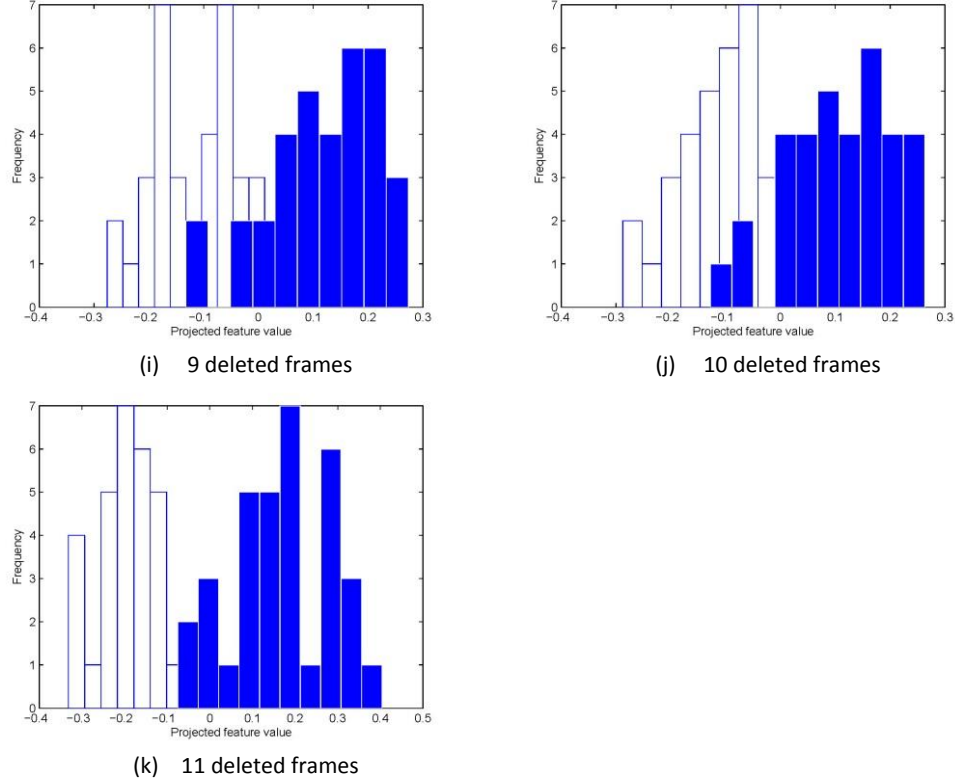 7
6
5
4
3
2
1
0
Frequency
−0.4 −0.3 −0.2 −0.1 0 0.1 0.2 0.3
Projected feature value
(i) 9 deleted frames
7
6
5
4
3
2
1
0
Frequency
−0.4 −0.3 −0.2 −0.1 0 0.1 0.2 0.3
Projected feature value
(j) 10 deleted frames
7
6
5
4
3
2
1
0
Frequency
−0.4 −0.3 −0.2 −0.1 0 0.1 0.2 0.3 0.4 0.5
Projected feature value
(k) 11 deleted frames